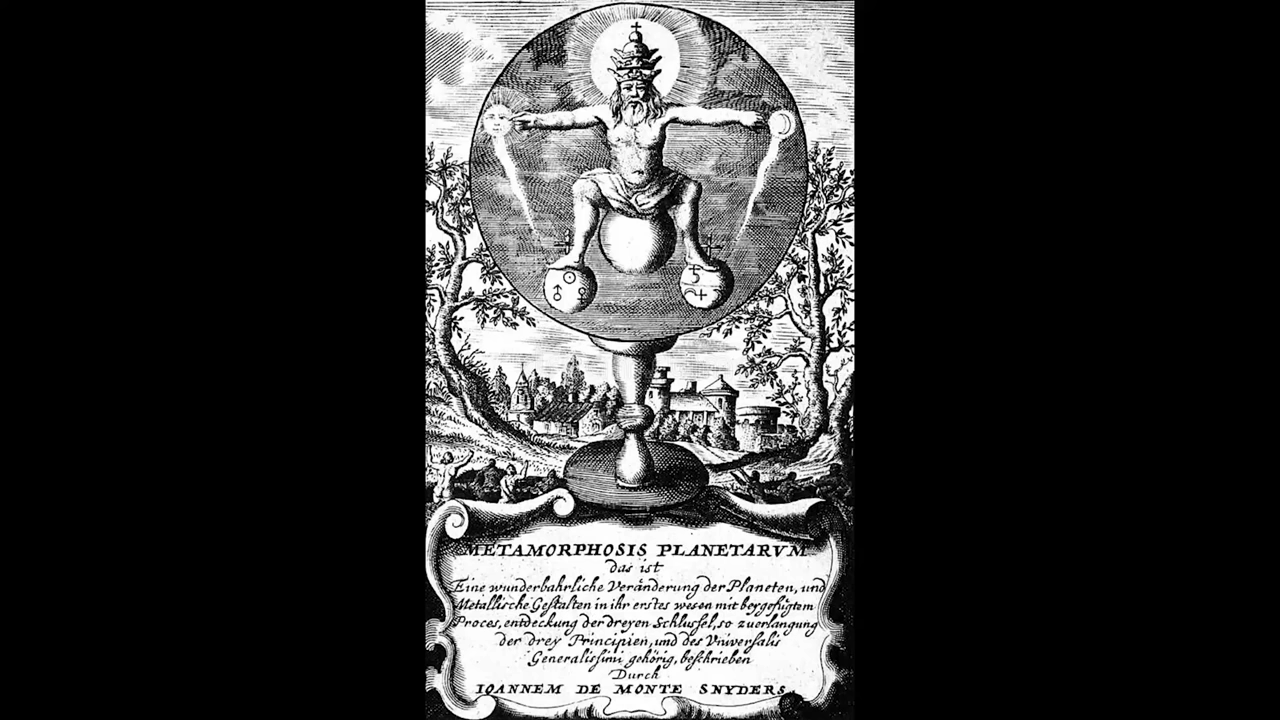 METAMORPHOSIS PLANETARVM
das ist
Eine wunderbahrliche Veränderung der Planeten, und
Metallische Gestalten in ihr erstes wesen mit beygefügtem
Proces, entdeckung der dreyen Schlussel, so zuerlangung
der drey Principien, und des Vniversalis
Generalissimi gehörig, beschrieben
Durch
IOANNEM DE MONTE SNYDERS.